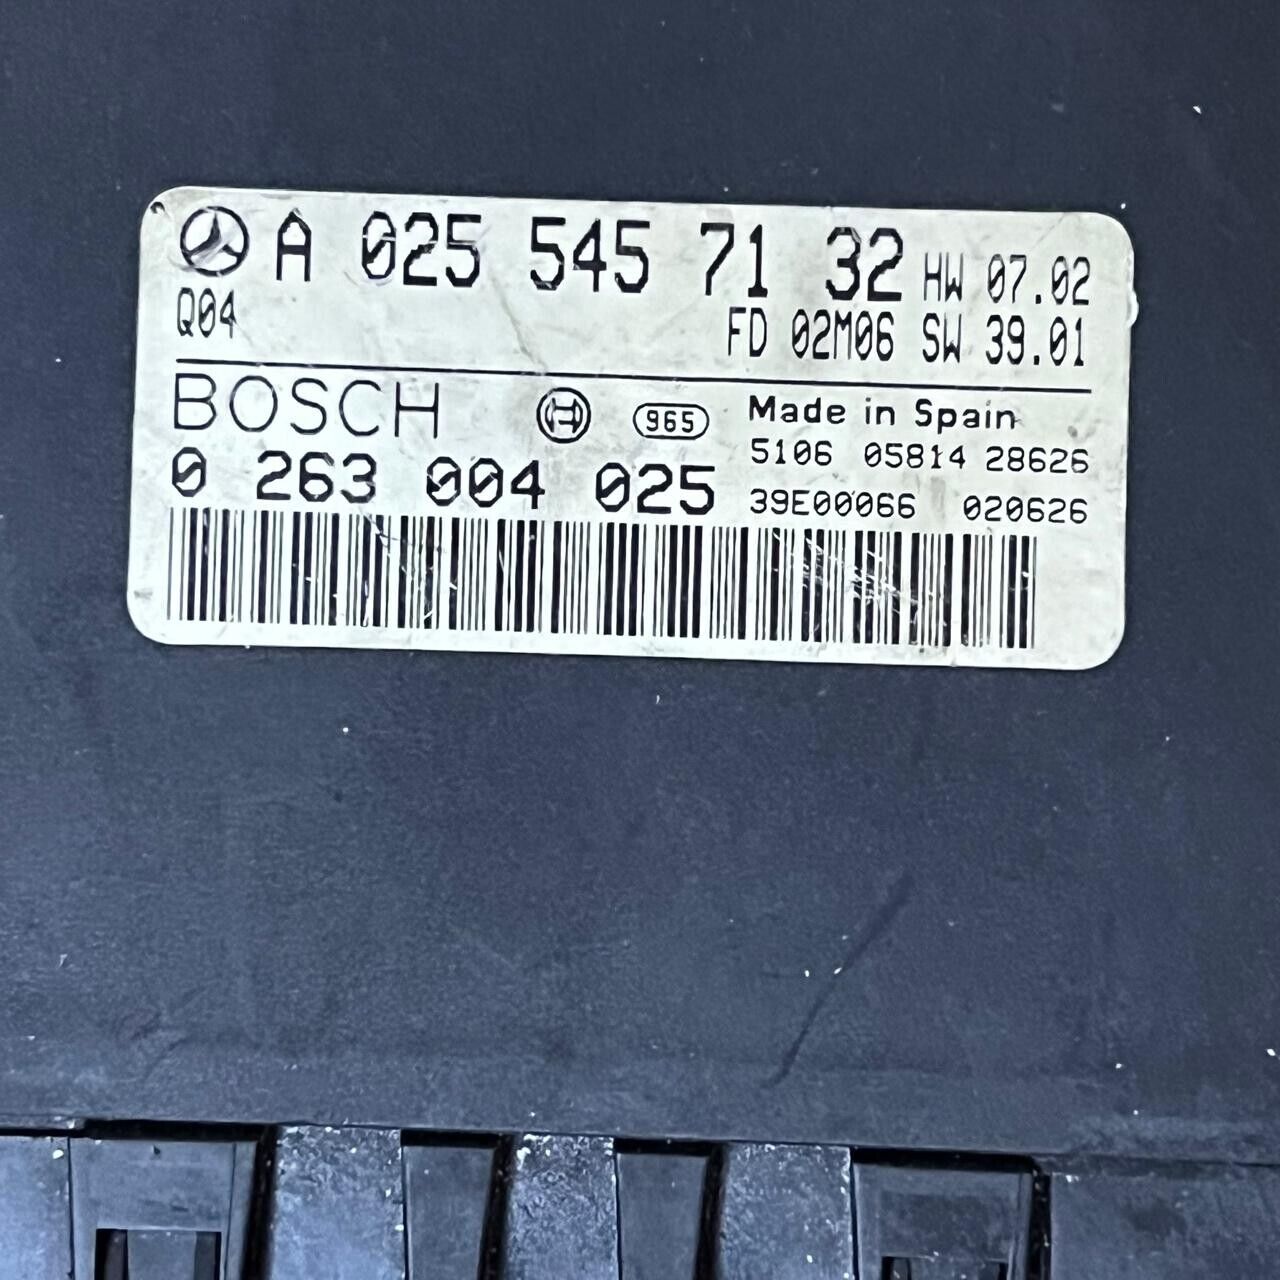 A 025 545 71 32 HW 07.02
Q04 FD 02M06 SW 39.01
BOSCH 965 Made in Spain
5106 05814 28626
0 263 004 025 39E00066 020626